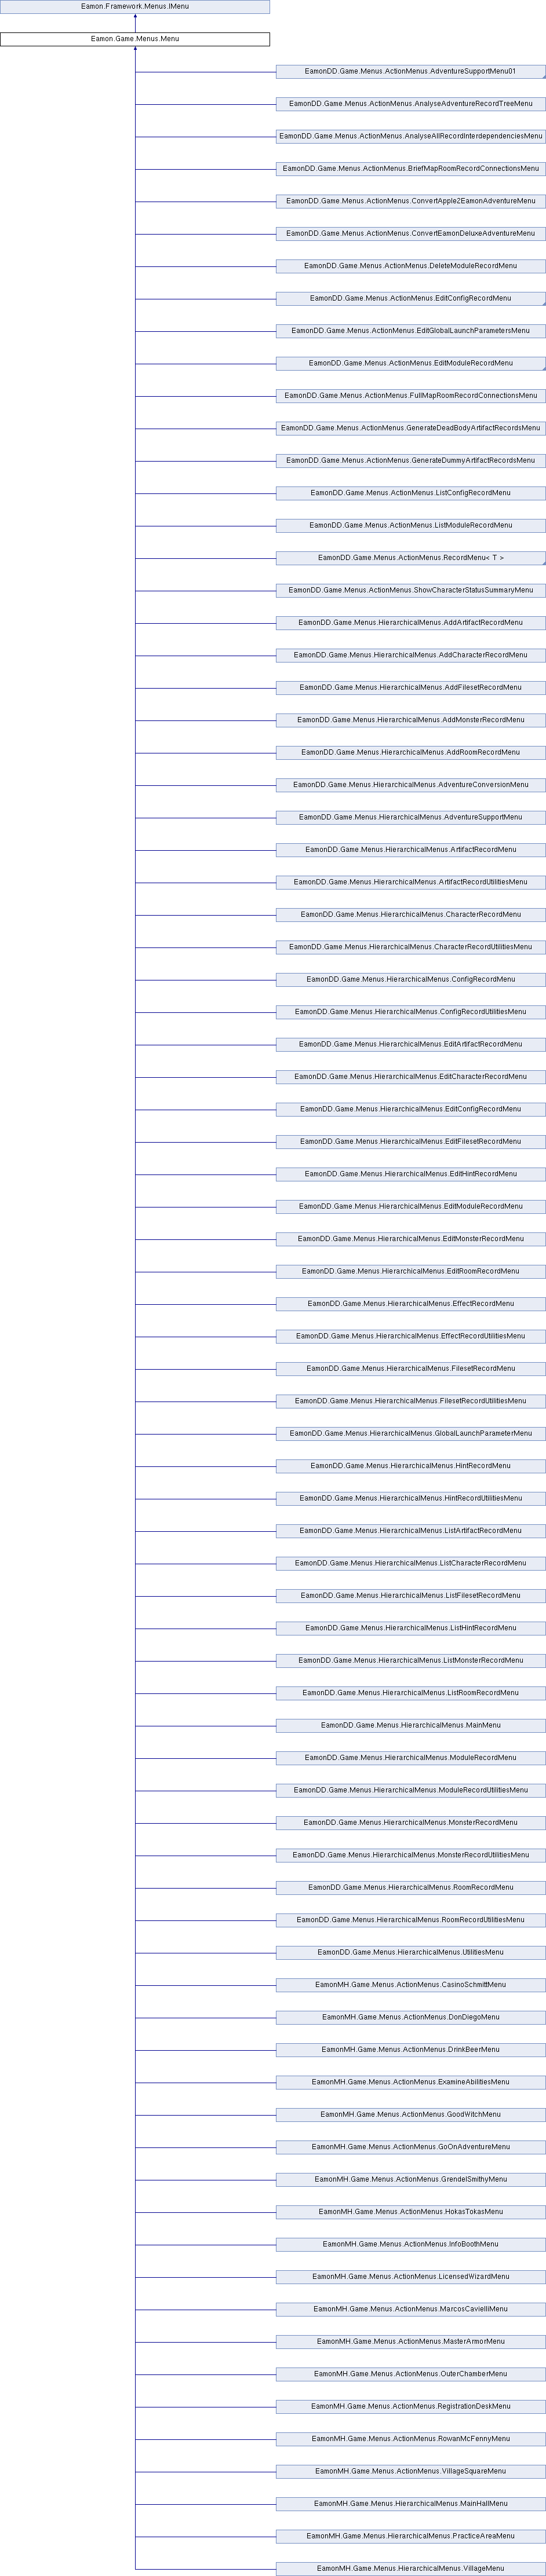 Eamon.Framework.Menus.IMenu
Eamon.Game.Menus.Menu
EamonDD.Game.Menus.ActionMenus.AdventureSupportMenu01
EamonDD.Game.Menus.ActionMenus.AnalyseAdventureRecordTreeMenu
EamonDD.Game.Menus.ActionMenus.AnalyseAllRecordInterdependenciesMenu
EamonDD.Game.Menus.ActionMenus.BriefMapRoomRecordConnectionsMenu
EamonDD.Game.Menus.ActionMenus.ConvertApple2EamonAdventureMenu
EamonDD.Game.Menus.ActionMenus.ConvertEamonDeluxeAdventureMenu
EamonDD.Game.Menus.ActionMenus.DeleteModuleRecordMenu
EamonDD.Game.Menus.ActionMenus.EditConfigRecordMenu
EamonDD.Game.Menus.ActionMenus.EditGlobalLaunchParametersMenu
EamonDD.Game.Menus.ActionMenus.EditModuleRecordMenu
EamonDD.Game.Menus.ActionMenus.FullMapRoomRecordConnectionsMenu
EamonDD.Game.Menus.ActionMenus.GenerateDeadBodyArtifactRecordsMenu
EamonDD.Game.Menus.ActionMenus.GenerateDummyArtifactRecordsMenu
EamonDD.Game.Menus.ActionMenus.ListConfigRecordMenu
EamonDD.Game.Menus.ActionMenus.ListModuleRecordMenu
EamonDD.Game.Menus.ActionMenus.RecordMenu< T >
EamonDD.Game.Menus.ActionMenus.ShowCharacterStatusSummaryMenu
EamonDD.Game.Menus.HierarchicalMenus.AddArtifactRecordMenu
EamonDD.Game.Menus.HierarchicalMenus.AddCharacterRecordMenu
EamonDD.Game.Menus.HierarchicalMenus.AddFilesetRecordMenu
EamonDD.Game.Menus.HierarchicalMenus.AddMonsterRecordMenu
EamonDD.Game.Menus.HierarchicalMenus.AddRoomRecordMenu
EamonDD.Game.Menus.HierarchicalMenus.AdventureConversionMenu
EamonDD.Game.Menus.HierarchicalMenus.AdventureSupportMenu
EamonDD.Game.Menus.HierarchicalMenus.ArtifactRecordMenu
EamonDD.Game.Menus.HierarchicalMenus.ArtifactRecordUtilitiesMenu
EamonDD.Game.Menus.HierarchicalMenus.CharacterRecordMenu
EamonDD.Game.Menus.HierarchicalMenus.CharacterRecordUtilitiesMenu
EamonDD.Game.Menus.HierarchicalMenus.ConfigRecordMenu
EamonDD.Game.Menus.HierarchicalMenus.ConfigRecordUtilitiesMenu
EamonDD.Game.Menus.HierarchicalMenus.EditArtifactRecordMenu
EamonDD.Game.Menus.HierarchicalMenus.EditCharacterRecordMenu
EamonDD.Game.Menus.HierarchicalMenus.EditConfigRecordMenu
EamonDD.Game.Menus.HierarchicalMenus.EditFilesetRecordMenu
EamonDD.Game.Menus.HierarchicalMenus.EditHintRecordMenu
EamonDD.Game.Menus.HierarchicalMenus.EditModuleRecordMenu
EamonDD.Game.Menus.HierarchicalMenus.EditMonsterRecordMenu
EamonDD.Game.Menus.HierarchicalMenus.EditRoomRecordMenu
EamonDD.Game.Menus.HierarchicalMenus.EffectRecordMenu
EamonDD.Game.Menus.HierarchicalMenus.EffectRecordUtilitiesMenu
EamonDD.Game.Menus.HierarchicalMenus.FilesetRecordMenu
EamonDD.Game.Menus.HierarchicalMenus.FilesetRecordUtilitiesMenu
EamonDD.Game.Menus.HierarchicalMenus.GlobalLaunchParameterMenu
EamonDD.Game.Menus.HierarchicalMenus.HintRecordMenu
EamonDD.Game.Menus.HierarchicalMenus.HintRecordUtilitiesMenu
EamonDD.Game.Menus.HierarchicalMenus.ListArtifactRecordMenu
EamonDD.Game.Menus.HierarchicalMenus.ListCharacterRecordMenu
EamonDD.Game.Menus.HierarchicalMenus.ListFilesetRecordMenu
EamonDD.Game.Menus.HierarchicalMenus.ListHintRecordMenu
EamonDD.Game.Menus.HierarchicalMenus.ListMonsterRecordMenu
EamonDD.Game.Menus.HierarchicalMenus.ListRoomRecordMenu
EamonDD.Game.Menus.HierarchicalMenus.MainMenu
EamonDD.Game.Menus.HierarchicalMenus.ModuleRecordMenu
EamonDD.Game.Menus.HierarchicalMenus.ModuleRecordUtilitiesMenu
EamonDD.Game.Menus.HierarchicalMenus.MonsterRecordMenu
EamonDD.Game.Menus.HierarchicalMenus.MonsterRecordUtilitiesMenu
EamonDD.Game.Menus.HierarchicalMenus.RoomRecordMenu
EamonDD.Game.Menus.HierarchicalMenus.RoomRecordUtilitiesMenu
EamonDD.Game.Menus.HierarchicalMenus.UtilitiesMenu
EamonMH.Game.Menus.ActionMenus.CasinoSchmittMenu
EamonMH.Game.Menus.ActionMenus.DonDiegoMenu
EamonMH.Game.Menus.ActionMenus.DrinkBeerMenu
EamonMH.Game.Menus.ActionMenus.ExamineAbilitiesMenu
EamonMH.Game.Menus.ActionMenus.GoodWitchMenu
EamonMH.Game.Menus.ActionMenus.GoOnAdventureMenu
EamonMH.Game.Menus.ActionMenus.GrendelSmithyMenu
EamonMH.Game.Menus.ActionMenus.HokasTokasMenu
EamonMH.Game.Menus.ActionMenus.InfoBoothMenu
EamonMH.Game.Menus.ActionMenus.LicensedWizardMenu
EamonMH.Game.Menus.ActionMenus.MarcosCavielliMenu
EamonMH.Game.Menus.ActionMenus.MasterArmorMenu
EamonMH.Game.Menus.ActionMenus.OuterChamberMenu
EamonMH.Game.Menus.ActionMenus.RegistrationDeskMenu
EamonMH.Game.Menus.ActionMenus.RowanMcFennyMenu
EamonMH.Game.Menus.ActionMenus.VillageSquareMenu
EamonMH.Game.Menus.HierarchicalMenus.MainHallMenu
EamonMH.Game.Menus.HierarchicalMenus.PracticeAreaMenu
EamonMH.Game.Menus.HierarchicalMenus.VillageMenu